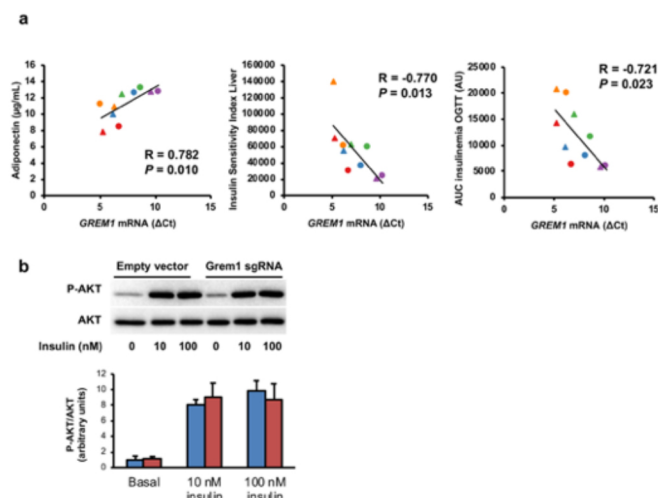 a
Adiponectin (µg/mL)
16
14
12
10
8
6
4
2
0
0 5 10 15
GREM1 mRNA (ΔCt)
R = 0.782
P = 0.010
Insulin Sensitivity Index Liver
160000
140000
120000
100000
80000
60000
40000
20000
0
0 5 10 15
GREM1 mRNA (ΔCt)
R = -0.770
P = 0.013
AUC insulinemia OGTT (AU)
25000
20000
15000
10000
5000
0
0 5 10 15
GREM1 mRNA (ΔCt)
R = -0.721
P = 0.023
b
Empty vector Grem1 sgRNA
P-AKT
AKT
Insulin (nM) 0 10 100 0 10 100
P-AKT/AKT
(arbitrary units)
12
10
8
6
4
2
0
Basal 10 nM 100 nM
insulin insulin